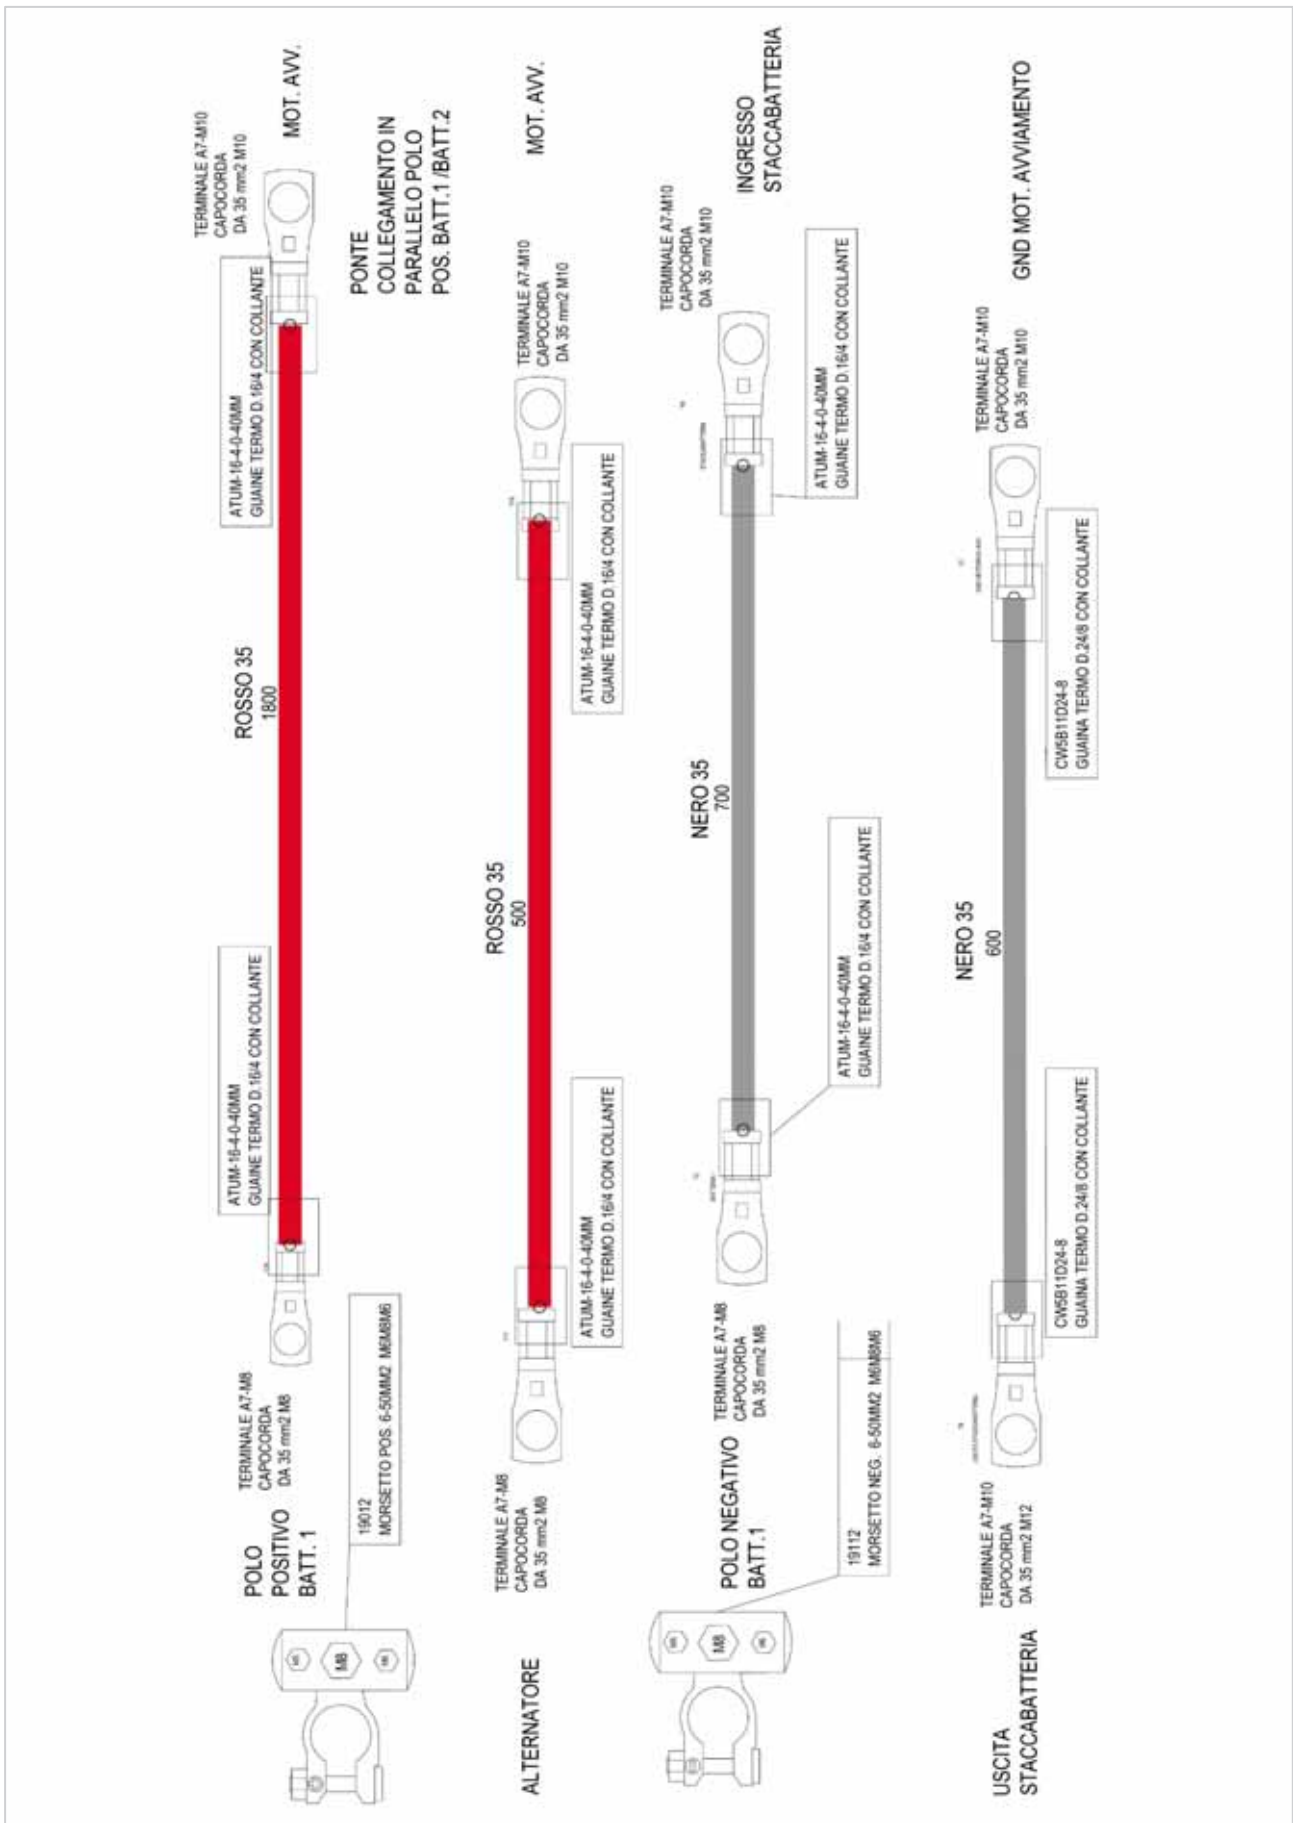 POLO
POSITIVO
BATT. 1
TERMINALE A7-M8
CAPOCORDA
DA 35 mm2 M8
19012
MORSETTO POS. 6-50MM2 M6M8M6
M8
ATUM-16-4-0-40MM
GUAINE TERMO D.16/4 CON COLLANTE
ROSSO 35
1800
ATUM-16-4-0-40MM
GUAINE TERMO D.16/4 CON COLLANTE
TERMINALE A7-M10
CAPOCORDA
DA 35 mm2 M10
MOT. AVV.
PONTE
COLLEGAMENTO IN
PARALLELO POLO
POS. BATT.1 /BATT.2
ALTERNATORE
TERMINALE A7-M8
CAPOCORDA
DA 35 mm2 M8
ATUM-16-4-0-40MM
GUAINE TERMO D.16/4 CON COLLANTE
ROSSO 35
500
ATUM-16-4-0-40MM
GUAINE TERMO D.16/4 CON COLLANTE
TERMINALE A7-M10
CAPOCORDA
DA 35 mm2 M10
MOT. AVV.
POLO NEGATIVO
BATT.1
TERMINALE A7-M8
CAPOCORDA
DA 35 mm2 M8
M8
19112
MORSETTO NEG. 6-50MM2 M6M8M6
ATUM-16-4-0-40MM
GUAINE TERMO D.16/4 CON COLLANTE
NERO 35
700
ATUM-16-4-0-40MM
GUAINE TERMO D.16/4 CON COLLANTE
TERMINALE A7-M10
CAPOCORDA
DA 35 mm2 M10
INGRESSO
STACCABATTERIA
USCITA
STACCABATTERIA
TERMINALE A7-M10
CAPOCORDA
DA 35 mm2 M12
CW5B11D24-8
GUAINA TERMO D.24/8 CON COLLANTE
NERO 35
600
CW5B11D24-8
GUAINA TERMO D.24/8 CON COLLANTE
TERMINALE A7-M10
CAPOCORDA
DA 35 mm2 M10
GND MOT. AVVIAMENTO